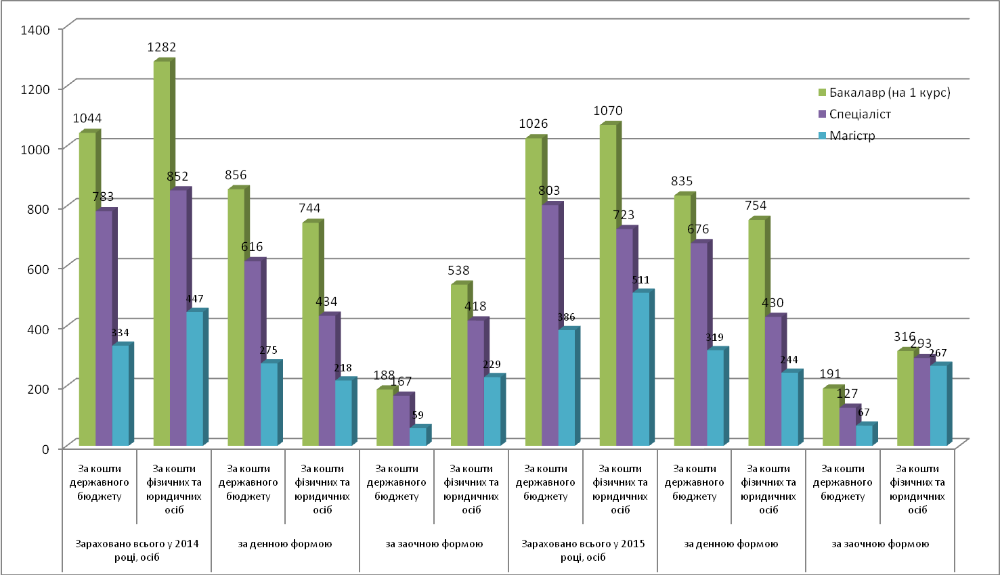 1400
1200
1000
800
600
400
200
0
1044
783
334
1282
852
447
856
616
275
744
434
218
188
167
59
538
418
229
1026
803
386
1070
723
511
835
676
319
754
430
244
191
127
67
316
293
267
Бакалавр (на 1 курс)
Спеціаліст
Магістр
За кошти
державного
бюджету
За кошти
фізичних та
юридичних
осіб
За кошти
державного
бюджету
За кошти
фізичних та
юридичних
осіб
За кошти
державного
бюджету
За кошти
фізичних та
юридичних
осіб
За кошти
державного
бюджету
За кошти
фізичних та
юридичних
осіб
За кошти
державного
бюджету
За кошти
фізичних та
юридичних
осіб
За кошти
державного
бюджету
За кошти
фізичних та
юридичних
осіб
Зараховано всього у 2014
році, осіб
за денною формою
за заочною формою
Зараховано всього у 2015
році, осіб
за денною формою
за заочною формою